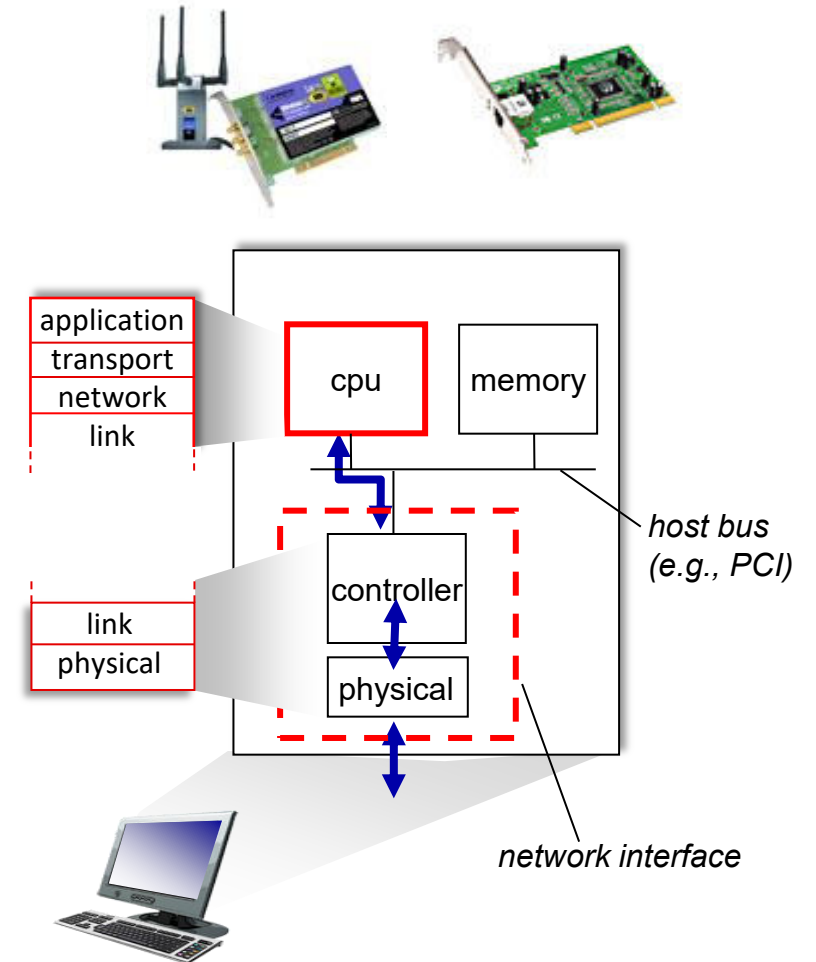 application
transport
network
link
cpu
memory
host bus
(e.g., PCI)
controller
link
physical
physical
network interface